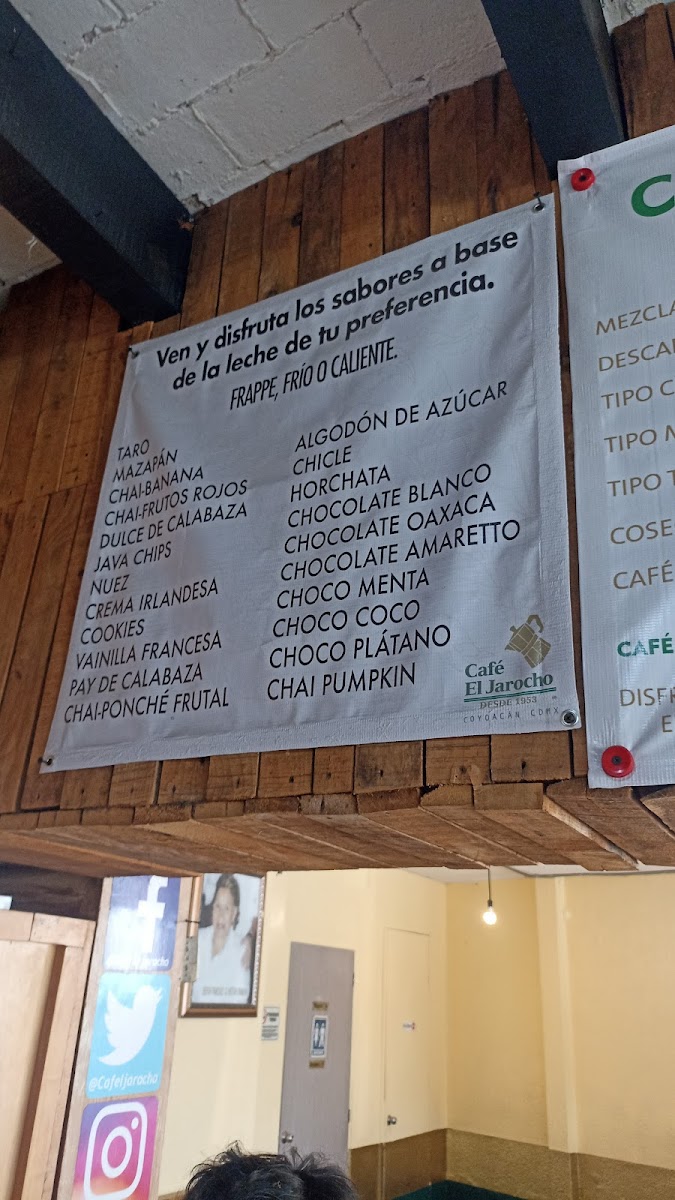 Ven y disfruta los sabores a base
de la leche de tu preferencia.
FRAPPE, FRÍO O CALIENTE.
TARO
MAZAPÁN
CHAI-BANANA
CHAI-FRUTOS ROJOS
DULCE DE CALABAZA
JAVA CHIPS
NUEZ
CREMA IRLANDESA
COOKIES
VAINILLA FRANCESA
PAY DE CALABAZA
CHAI-PONCHÉ FRUTAL
ALGODÓN DE AZÚCAR
CHICLE
HORCHATA
CHOCOLATE BLANCO
CHOCOLATE OAXACA
CHOCOLATE AMARETTO
CHOCO MENTA
CHOCO COCO
CHOCO PLÁTANO
CHAI PUMPKIN
Café
El Jarocho
DESDE 1953
COYOACÁN CDMX
C
MEZCLA
DESCA
TIPO C
TIPO
TIPO T
COSE
CAFÉ
CAFÉ
DISF
E
@Cafeljarocho